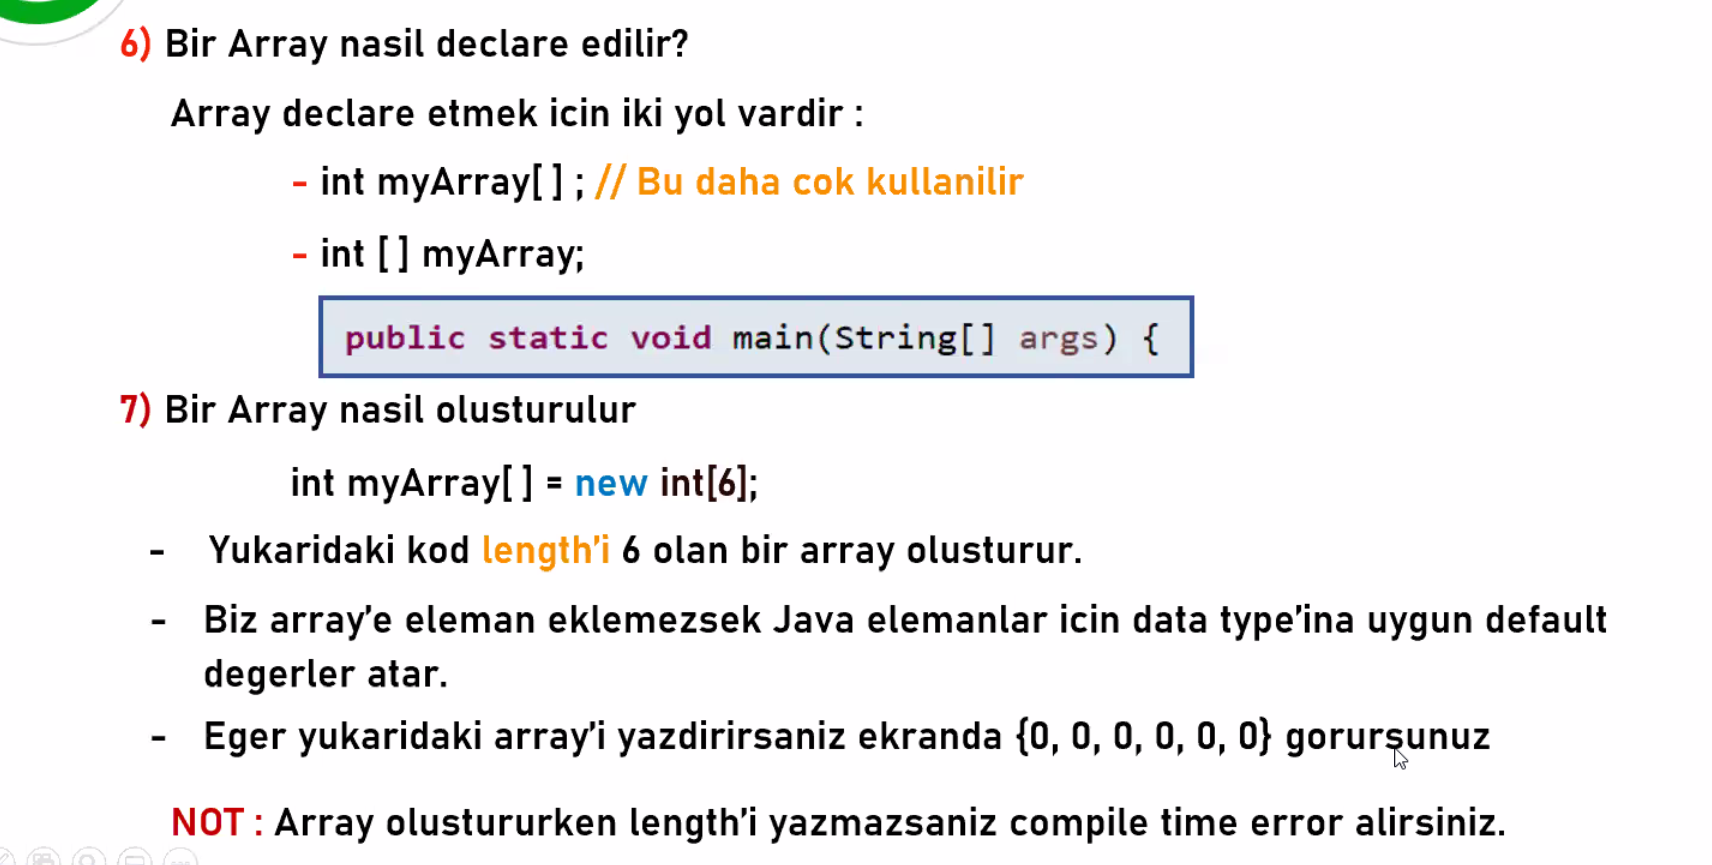 6) Bir Array nasil declare edilir?
Array declare etmek icin iki yol vardir :
- int myArray[ ] ; // Bu daha cok kullanilir
- int [ ] myArray;
public static void main(String[] args) {
7) Bir Array nasil olusturulur
int myArray[ ] = new int[6];
- Yukaridaki kod length'i 6 olan bir array olusturur.
- Biz array'e eleman eklemezsek Java elemanlar icin data type'ina uygun default
degerler atar.
- Eger yukaridaki array'i yazdirirsaniz ekranda {0, 0, 0, 0, 0, 0} gorursunuz
NOT : Array olustururken length'i yazmazsaniz compile time error alirsiniz.